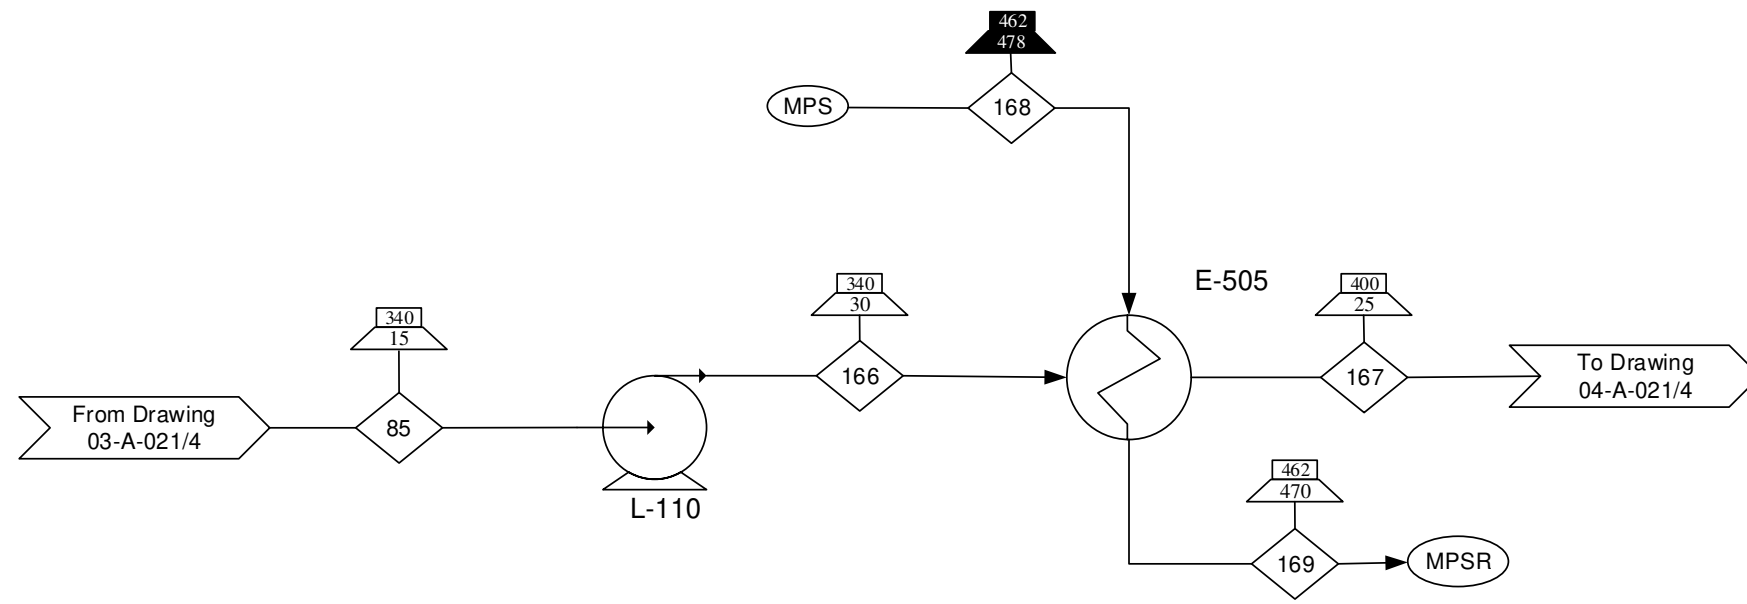 462
478
MPS
168
E-505
340
30
400
25
340
15
166
167
To Drawing
04-A-021/4
From Drawing
03-A-021/4
85
462
470
L-110
169
MPSR